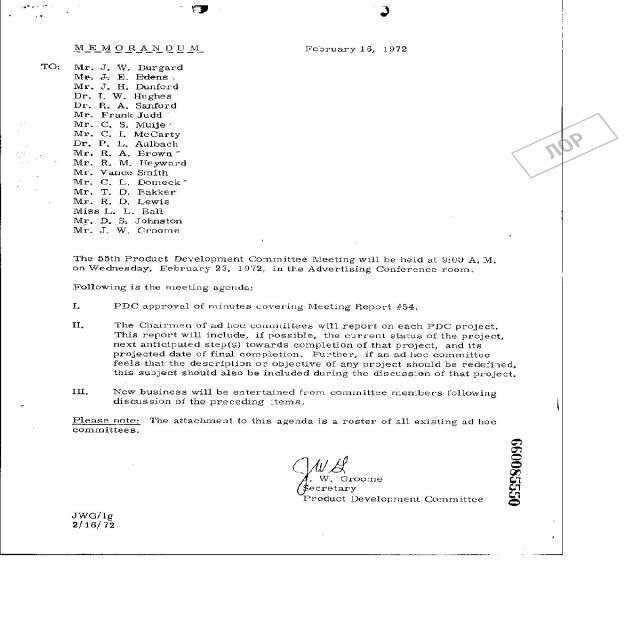 MEMORANDUM
February 16, 1972
TO:
Mr. J. W. Burgard
Mr. J. E. Edens
Mr. J. H. Dunford
Dr. I. W. Hughes
Dr. R. A. Sanford
Mr. Frank Judd
Mr. C. S. Muije
Mr. C. I. McCarty
Dr. P. L. Aulbach
Mr. R. A. Brown
Mr. R. M. Heyward
Mr. Vance Smith
Mr. C. L. Domeck
Mr. T. D. Bakker
Mr. R. D. Lewis
Miss L. L. Ball
Mr. D. S. Johnston
Mr. J. W. Groome
ЛОР
The 55th Product Development Committee Meeting will be held at 9:00 A. M.
on Wednesday, February 23, 1972, in the Advertising Conference room.
Following is the meeting agenda:
I. PDC approval of minutes covering Meeting Report #54.
II. The Chairmen of ad hoc committees will report on each PDC project.
This report will include, if possible, the current status of the project,
next anticipated step(s) towards completion of that project, and its
projected date of final completion. Further, if an ad hoc committee
feels that the description or objective of any project should be redefined,
this subject should also be included during the discussion of that project.
III. New business will be entertained from committee members following
discussion of the preceding items.
Please note: The attachment to this agenda is a roster of all existing ad hoc
committees.
JWG
J. W. Groome
Secretary
Product Development Committee
JWG/lg
2/16/72
660085550